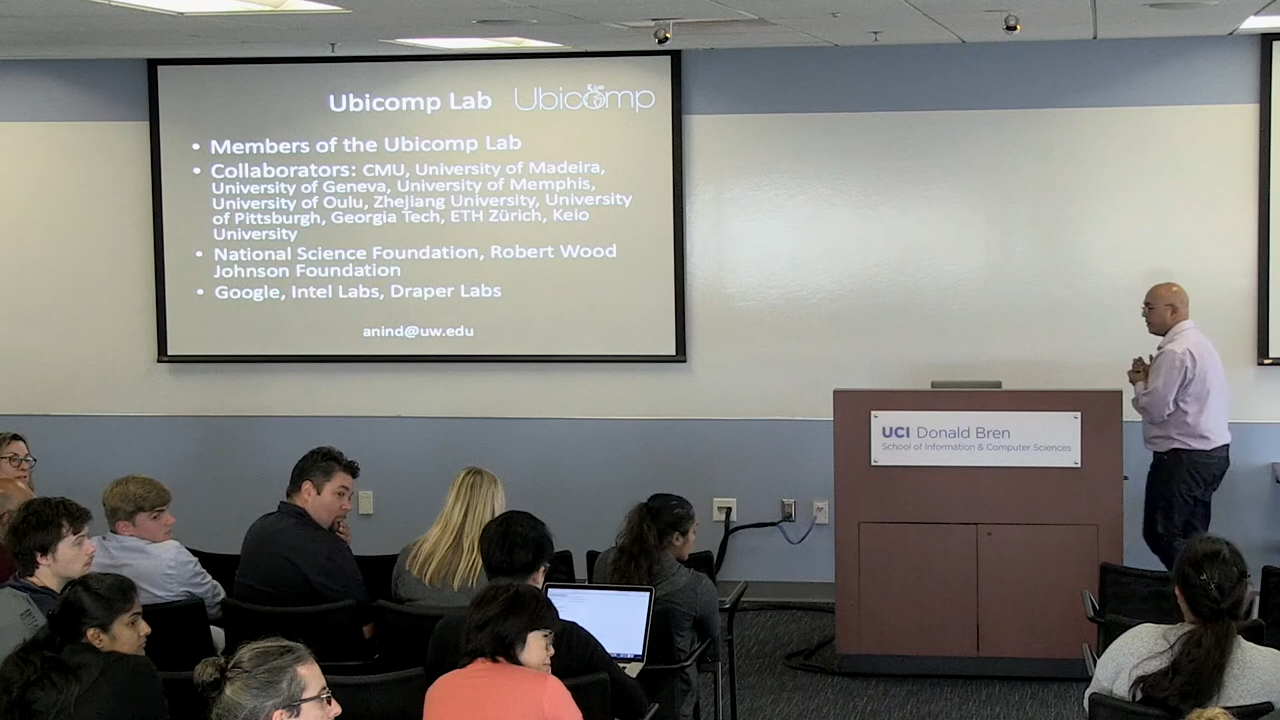 Ubicomp Lab Ubicomp
• Members of the Ubicomp Lab
• Collaborators: CMU, University of Madeira,
University of Geneva, University of Memphis,
University of Oulu, Zhejiang University, University
of Pittsburgh, Georgia Tech, ETH Zürich, Keio
University
• National Science Foundation, Robert Wood
Johnson Foundation
• Google, Intel Labs, Draper Labs
anind@uw.edu
UCI Donald Bren
School of Information & Computer Sciences